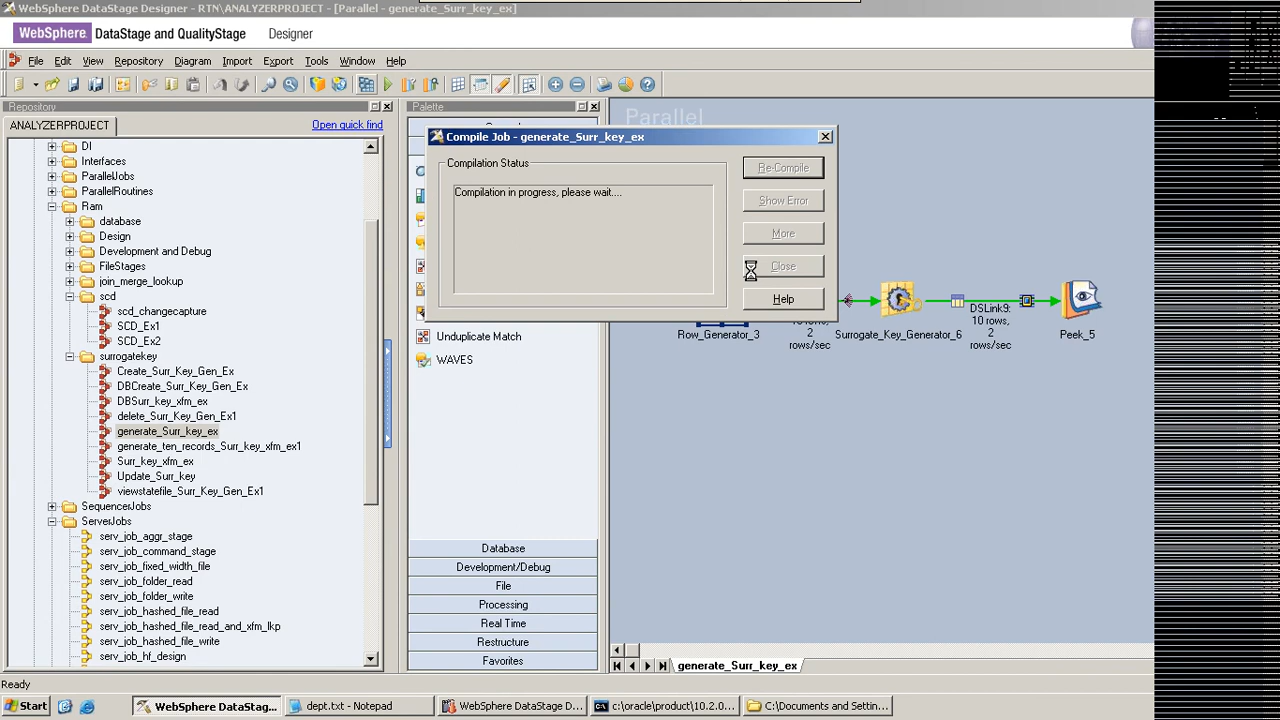 WebSphere DataStage Designer - RTN\ANALYZERPROJECT - [Parallel - generate_Surr_key_ex]
WebSphere. DataStage and QualityStage Designer
File Edit View Repository Diagram Import Export Tools Window Help
Repository
Palette
ANALYZERPROJECT
Open quick find
Parallel
DI
Interfaces
ParallelJobs
ParallelRoutines
Ram
database
Design
Development and Debug
FileStages
join_merge_lookup
scd
scd_changecapture
SCD_Ex1
SCD_Ex2
surrogatekey
Create_Surr_Key_Gen_Ex
DBCreate_Surr_Key_Gen_Ex
DBSurr_key_xfm_ex
delete_Surr_Key_Gen_Ex1
generate_Surr_key_ex
generate_ten_records_Surr_key_xfm_ex1
Surr_key_xfm_ex
Update_Surr_key
viewstatefile_Surr_Key_Gen_Ex1
SequencerJobs
ServerJobs
serv_job_aggr_stage
serv_job_command_stage
serv_job_fixed_width_file
serv_job_folder_read
serv_job_folder_write
serv_job_hashed_file_read
serv_job_hashed_file_read_and_xfm_lkp
serv_job_hashed_file_write
serv_job_hf_design
Compile Job - generate_Surr_key_ex
Compilation Status
Compilation in progress, please wait....
Re-Compile
Show Error
More
Close
Help
Unduplicate Match
WAVES
Database
Development/Debug
File
Processing
Real Time
Restructure
Favorites
Row_Generator_3
2
rows/sec
Surrogate_Key_Generator_6
DSLink9:
10 rows,
2
rows/sec
Peek_5
generate_Surr_key_ex
Ready
Start
WebSphere DataStag...
dept.txt - Notepad
WebSphere DataStage D...
c:\oracle\product\10.2.0...
C:\Documents and Settin...